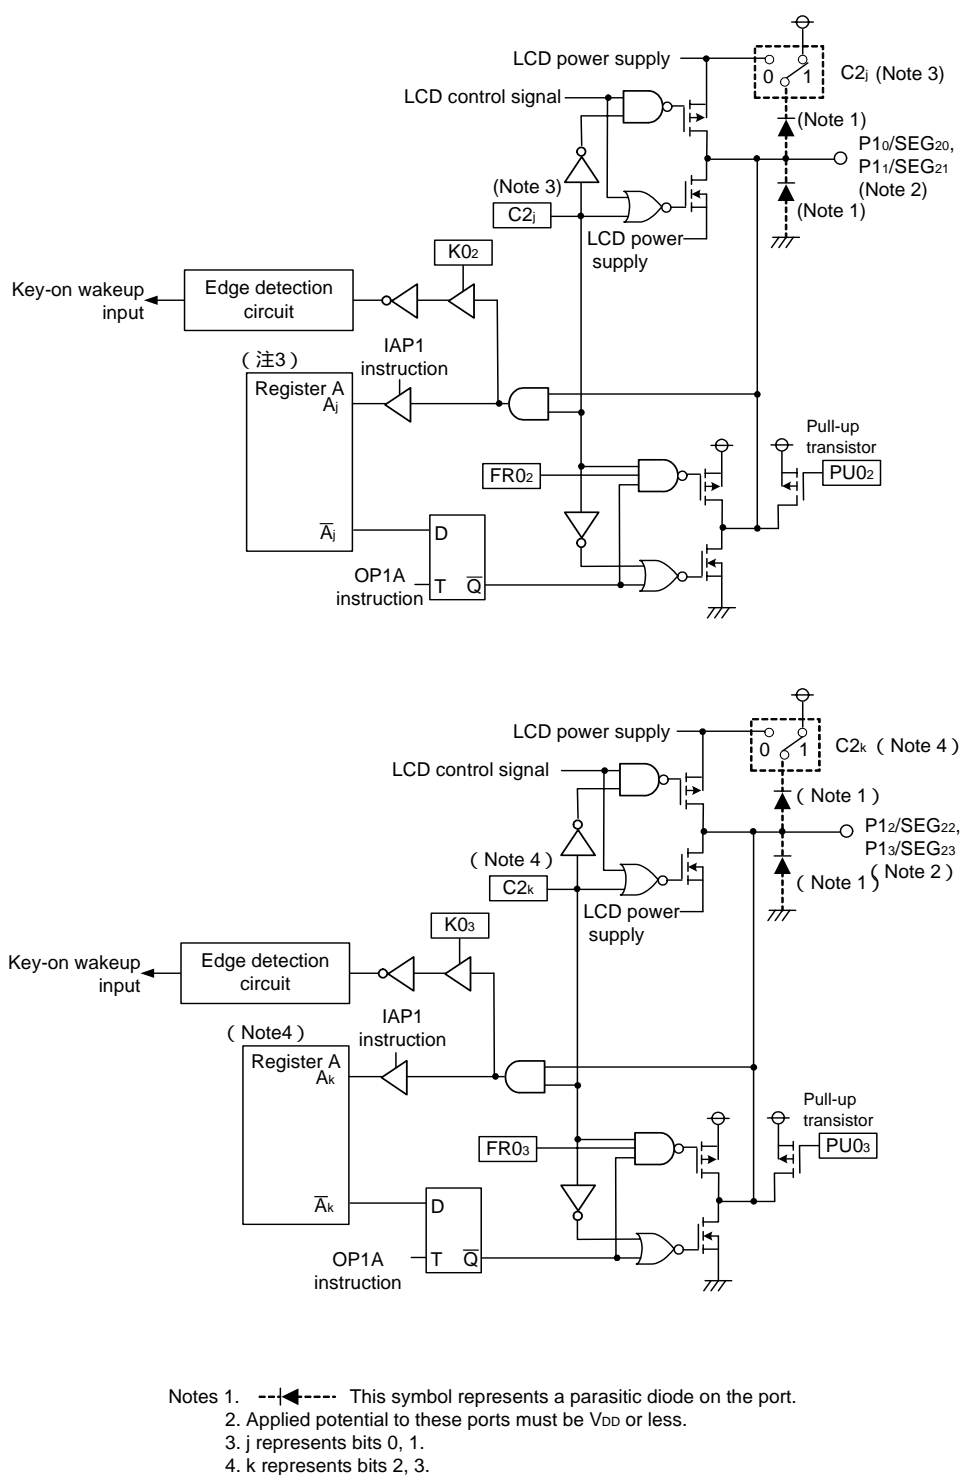 LCD power supply
0 1
C2j (Note 3)
LCD control signal
(Note 1)
P10/SEG20,
P11/SEG21
(Note 2)
(Note 3)
C2j
(Note 1)
LCD power
supply
K02
Key-on wakeup
input
Edge detection
circuit
(注3)
IAP1
instruction
Register A
Aj
Pull-up
transistor
FR02
PU02
Aj
D
OP1A
instruction
T Q
LCD power supply
0 1
C2k ( Note 4)
LCD control signal
( Note 1 )
P12/SEG22,
P13/SEG23
( Note 2 )
( Note 4 )
C2k
( Note 1 )
LCD power
supply
K03
Key-on wakeup
input
Edge detection
circuit
( Note4 )
IAP1
instruction
Register A
Ak
Pull-up
transistor
FR03
PU03
Ak
D
OP1A
instruction
T Q
Notes 1. This symbol represents a parasitic diode on the port.
2. Applied potential to these ports must be VDD or less.
3. j represents bits 0, 1.
4. k represents bits 2, 3.